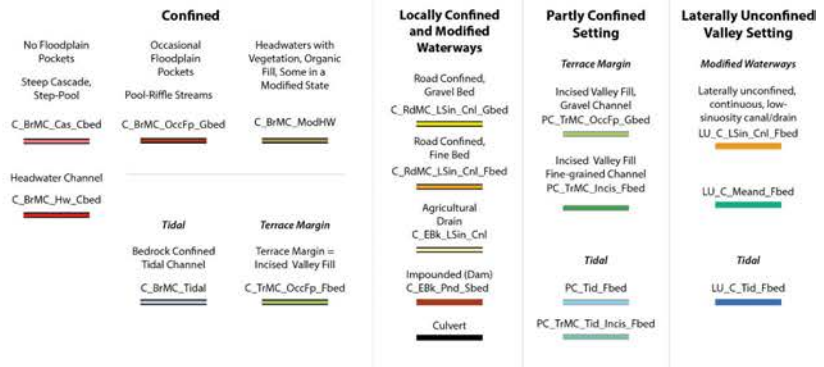 Confined
No Floodplain
Pockets
Steep Cascade,
Step-Pool
C_BrMC_Cas_Cbed
Headwater Channel
C_BrMC_Hw_Cbed
Occasional
Floodplain
Pockets
Pool-Riffle Streams
C_BrMC_OccFp_Gbed
Headwaters with
Vegetation, Organic
Fill, Some in a
Modified State
C_BrMC_ModHW
Tidal
Bedrock Confined
Tidal Channel
C_BrMC_Tidal
Terrace Margin
Terrace Margin =
Incised Valley Fill
C_TrMC_OccFp_Fbed
Locally Confined
and Modified
Waterways
Road Confined,
Gravel Bed
C_RdMC_LSin_Cnl_Gbed
Road Confined,
Fine Bed
C_RdMC_LSin_Cnl_Fbed
Agricultural
Drain
C_EBk_LSin_Cnl
Impounded (Dam)
C_EBk_Pnd_Sbed
Culvert
Partly Confined
Setting
Terrace Margin
Incised Valley Fill,
Gravel Channel
PC_TrMC_OccFp_Gbed
Incised Valley Fill
Fine-grained Channel
PC_TrMC_Incis_Fbed
Tidal
PC_Tid_Fbed
PC_TrMC_Tid_Incis_Fbed
Laterally Unconfined
Valley Setting
Modified Waterways
Laterally unconfined,
continuous, low-
sinuosity canal/drain
LU_C_LSin_Cnl_Fbed
LU_C_Meand_Fbed
Tidal
LU_C_Tid_Fbed